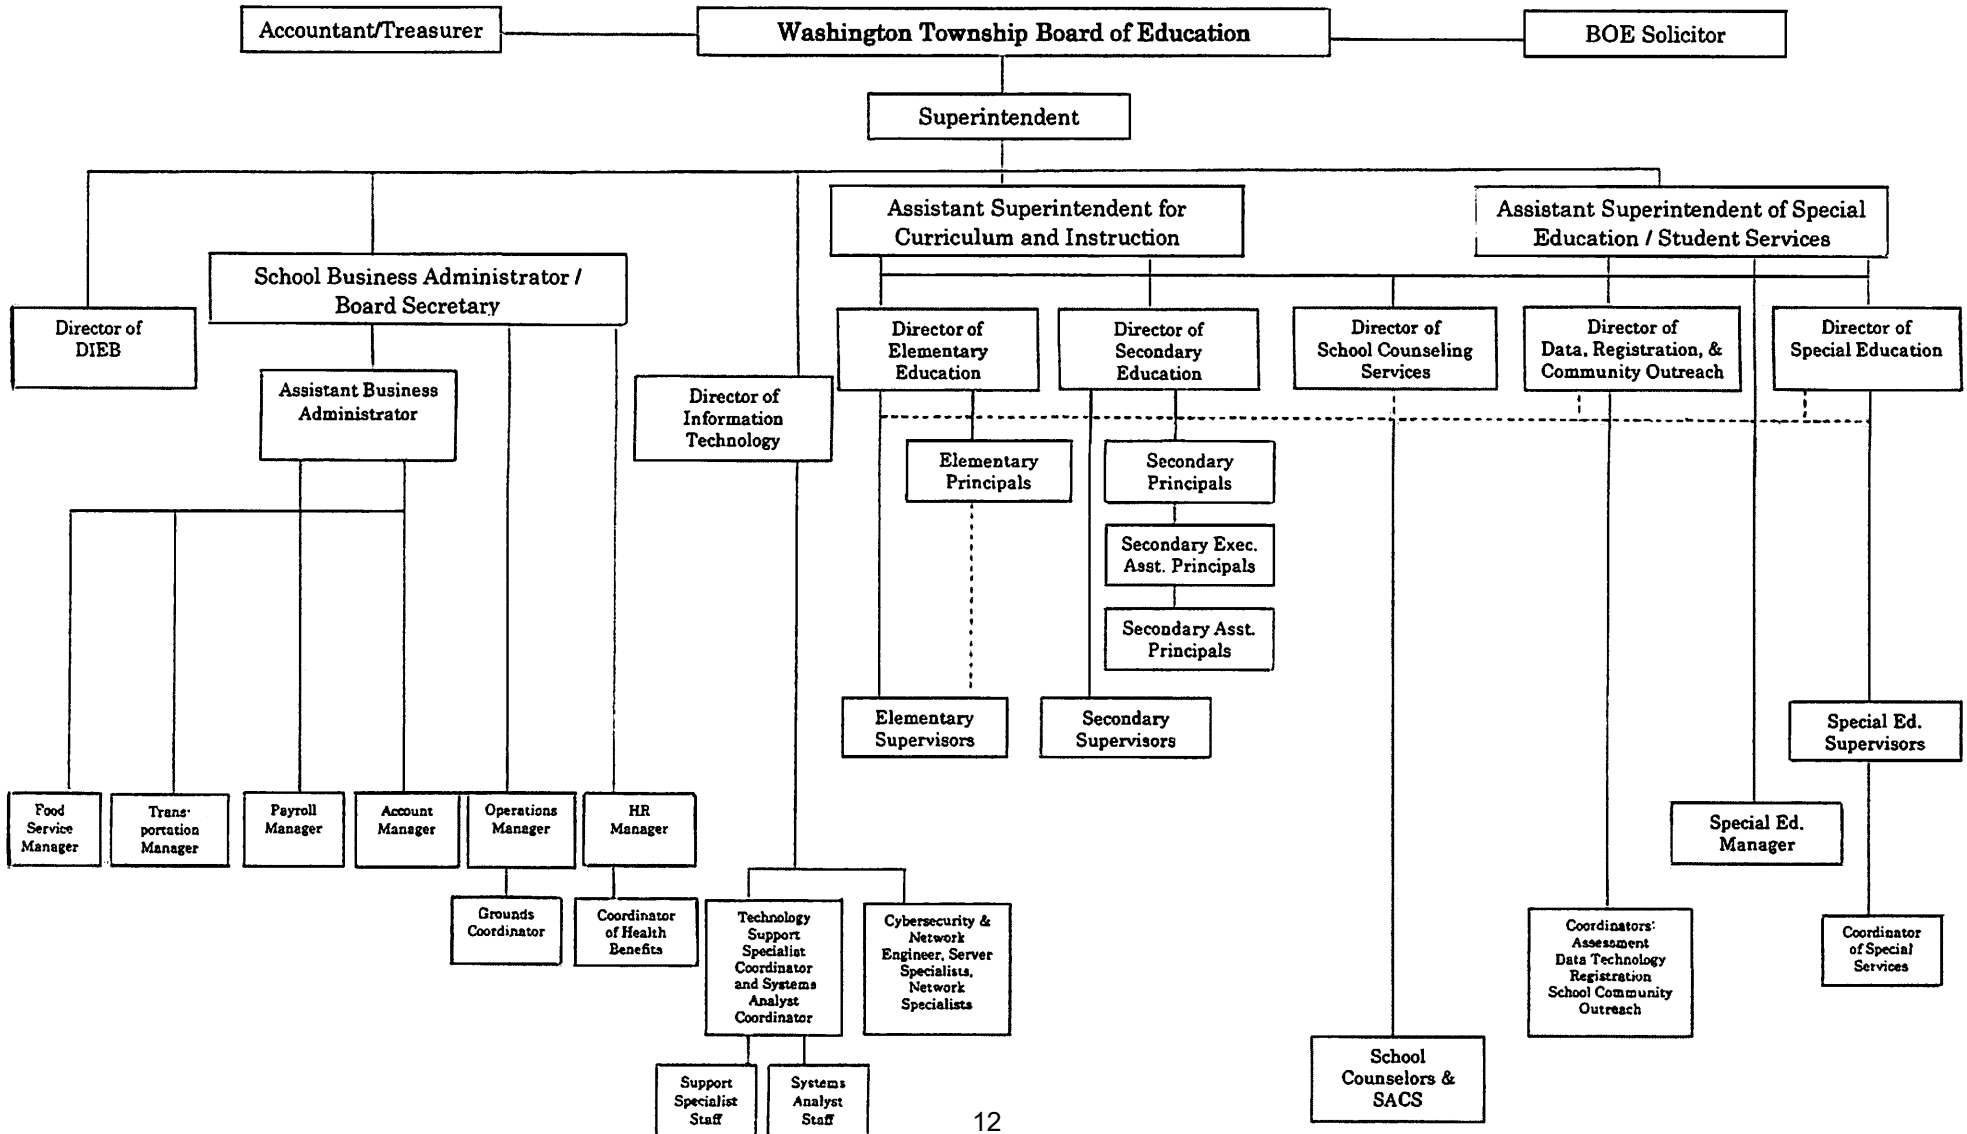 Accountant/Treasurer
Washington Township Board of Education
BOE Solicitor
Superintendent
Assistant Superintendent for
Curriculum and Instruction
Assistant Superintendent of Special
Education / Student Services
School Business Administrator /
Board Secretary
Director of
DIEB
Director of
Elementary
Education
Director of
Secondary
Education
Director of
School Counseling
Services
Director of
Data, Registration, &
Community Outreach
Director of
Special Education
Assistant Business
Administrator
Director of
Information
Technology
Elementary
Principals
Secondary
Principals
Secondary Exec.
Asst. Principals
Secondary Asst.
Principals
Elementary
Supervisors
Secondary
Supervisors
Special Ed.
Supervisors
Food
Service
Manager
Trans-
portation
Manager
Payroll
Manager
Account
Manager
Operations
Manager
HR
Manager
Special Ed.
Manager
Grounds
Coordinator
Coordinator
of Health
Benefits
Technology
Support
Specialist
Coordinator
and Systems
Analyst
Coordinator
Cybersecurity &
Network
Engineer, Server
Specialists,
Network
Specialists
Coordinators:
Assessment
Data Technology
Registration
School Community
Outreach
Coordinator
of Special
Services
School
Counselors &
SACS
Support
Specialist
Staff
Systems
Analyst
Staff
12